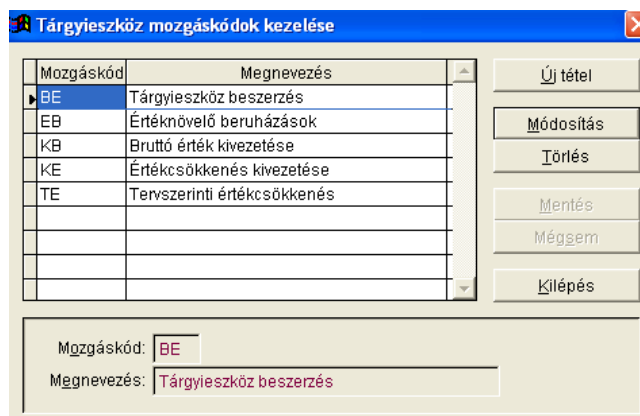 Tárgyieszköz mozgáskódok kezelése
Mozgáskód Megnevezés
BE Tárgyieszköz beszerzés
EB Értéknövelő beruházások
KB Bruttó érték kivezetése
KE Értékcsökkenés kivezetése
TE Tervszerinti értékcsökkenés
Új tétel
Módosítás
Törlés
Mentés
Mégsem
Kilépés
Mozgáskód: BE
Megnevezés: Tárgyieszköz beszerzés